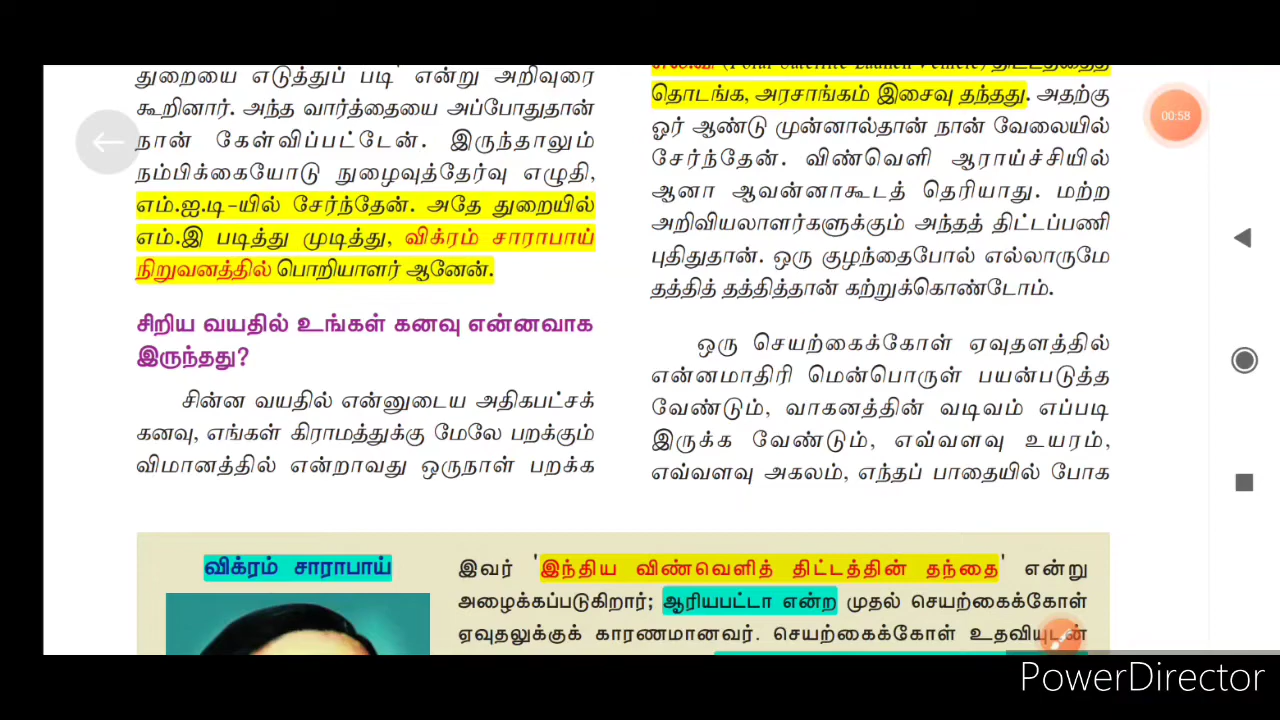 துறையை எடுத்துப் படி' என்று அறிவுரை
கூறினார். அந்த வார்த்தையை அப்போதுதான்
நான் கேள்விப்பட்டேன். இருந்தாலும்
நம்பிக்கையோடு நுழைவுத்தேர்வு எழுதி,
எம்.ஐ.டி-யில் சேர்ந்தேன். அதே துறையில்
எம்.இ படித்து முடித்து, விக்ரம் சாராபாய்
நிறுவனத்தில் பொறியாளர் ஆனேன்.
சிறிய வயதில் உங்கள் கனவு என்னவாக
இருந்தது?
சின்ன வயதில் என்னுடைய அதிகபட்சக்
கனவு, எங்கள் கிராமத்துக்கு மேலே பறக்கும்
விமானத்தில் என்றாவது ஒருநாள் பறக்க
(Polar Satellite Launch Vehicle) திட்டத்தைத்
தொடங்க, அரசாங்கம் இசைவு தந்தது. அதற்கு
ஓர் ஆண்டு முன்னால்தான் நான் வேலையில்
சேர்ந்தேன். விண்வெளி ஆராய்ச்சியில்
ஆனா ஆவன்னாகூடத் தெரியாது. மற்ற
அறிவியலாளர்களுக்கும் அந்தத் திட்டப்பணி
புதிதுதான். ஒரு குழந்தைபோல் எல்லாருமே
தத்தித் தத்தித்தான் கற்றுக்கொண்டோம்.
ஒரு செயற்கைக்கோள் ஏவுதளத்தில்
என்னமாதிரி மென்பொருள் பயன்படுத்த
வேண்டும், வாகனத்தின் வடிவம் எப்படி
இருக்க வேண்டும், எவ்வளவு உயரம்,
எவ்வளவு அகலம், எந்தப் பாதையில் போக
விக்ரம் சாராபாய்
இவர் 'இந்திய விண்வெளித் திட்டத்தின் தந்தை' என்று
அழைக்கப்படுகிறார்; ஆரியபட்டா என்ற முதல் செயற்கைக்கோள்
ஏவுதலுக்குக் காரணமானவர். செயற்கைக்கோள் உதவியுடன்
00:58
PowerDirector